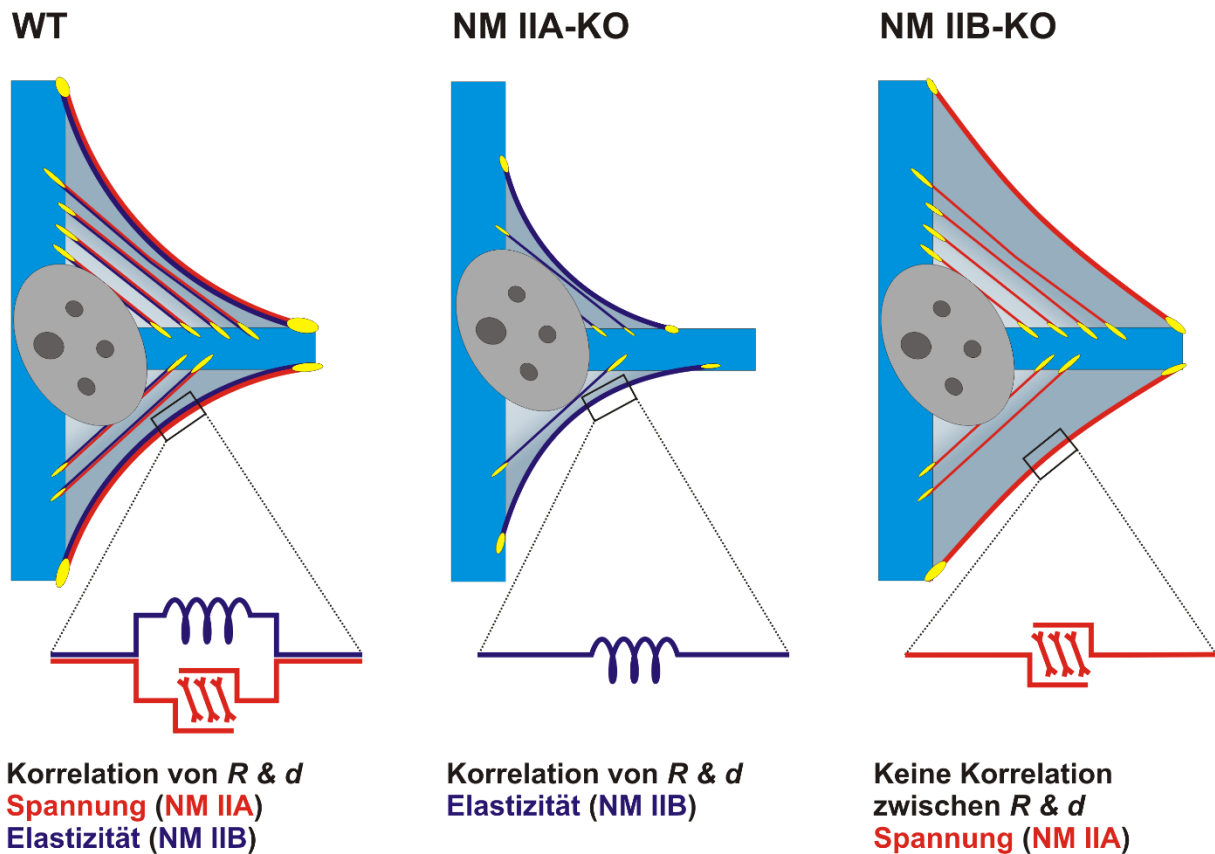 WT
NM IIA-KO
NM IIB-KO
Korrelation von R & d
Spannung (NM IIA)
Elastizität (NM IIB)
Korrelation von R & d
Elastizität (NM IIB)
Keine Korrelation
zwischen R & d
Spannung (NM IIA)